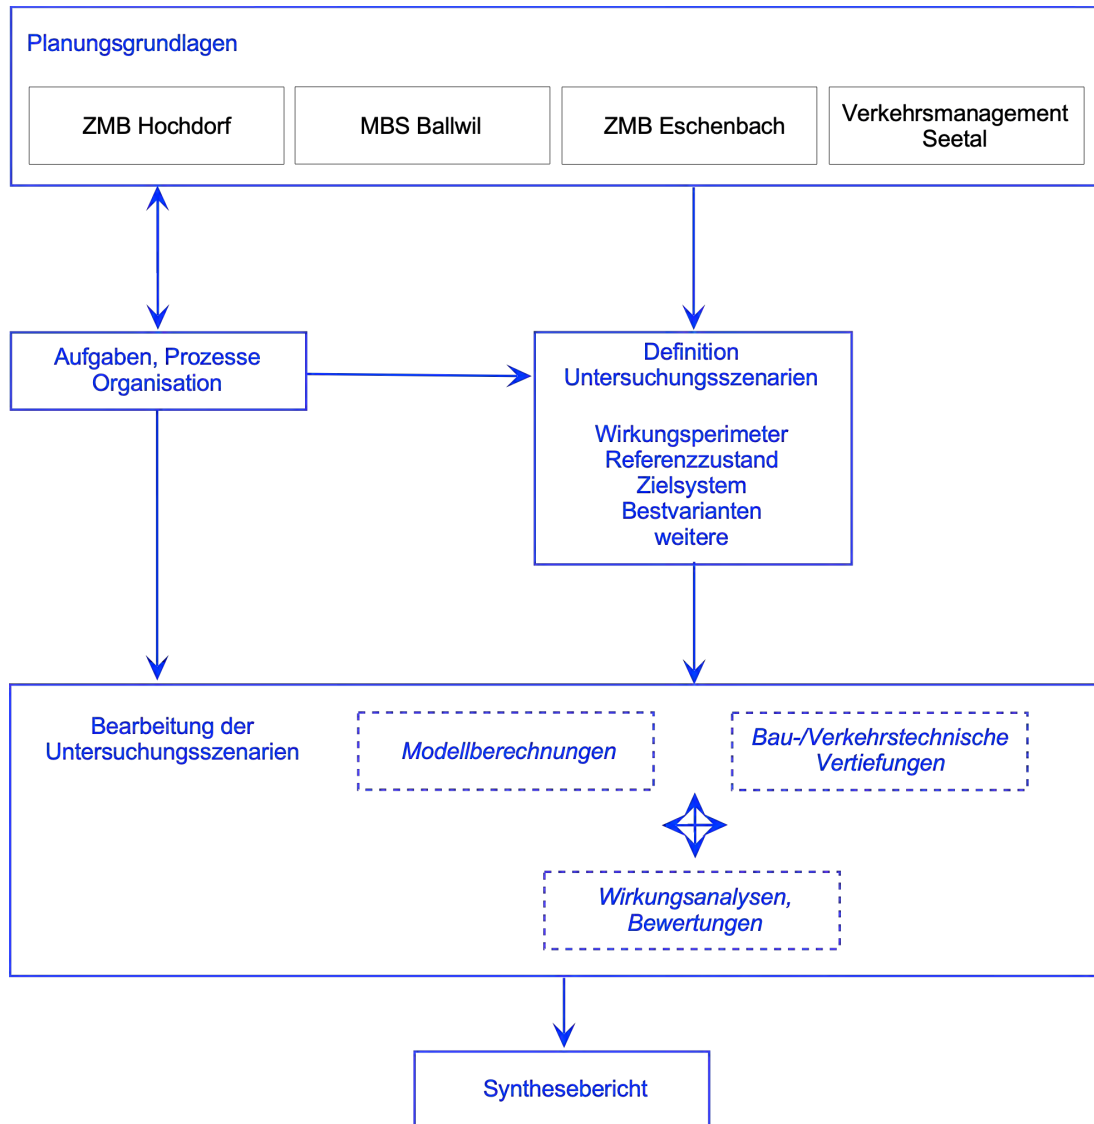 Planungsgrundlagen
ZMB Hochdorf
MBS Ballwil
ZMB Eschenbach
Verkehrsmanagement
Seetal
Aufgaben, Prozesse
Organisation
Definition
Untersuchungsszenarien
Wirkungsperimeter
Referenzzustand
Zielsystem
Bestvarianten
weitere
Bearbeitung der
Untersuchungsszenarien
Modellberechnungen
Bau-/Verkehrstechnische
Vertiefungen
Wirkungsanalysen,
Bewertungen
Synthesebericht